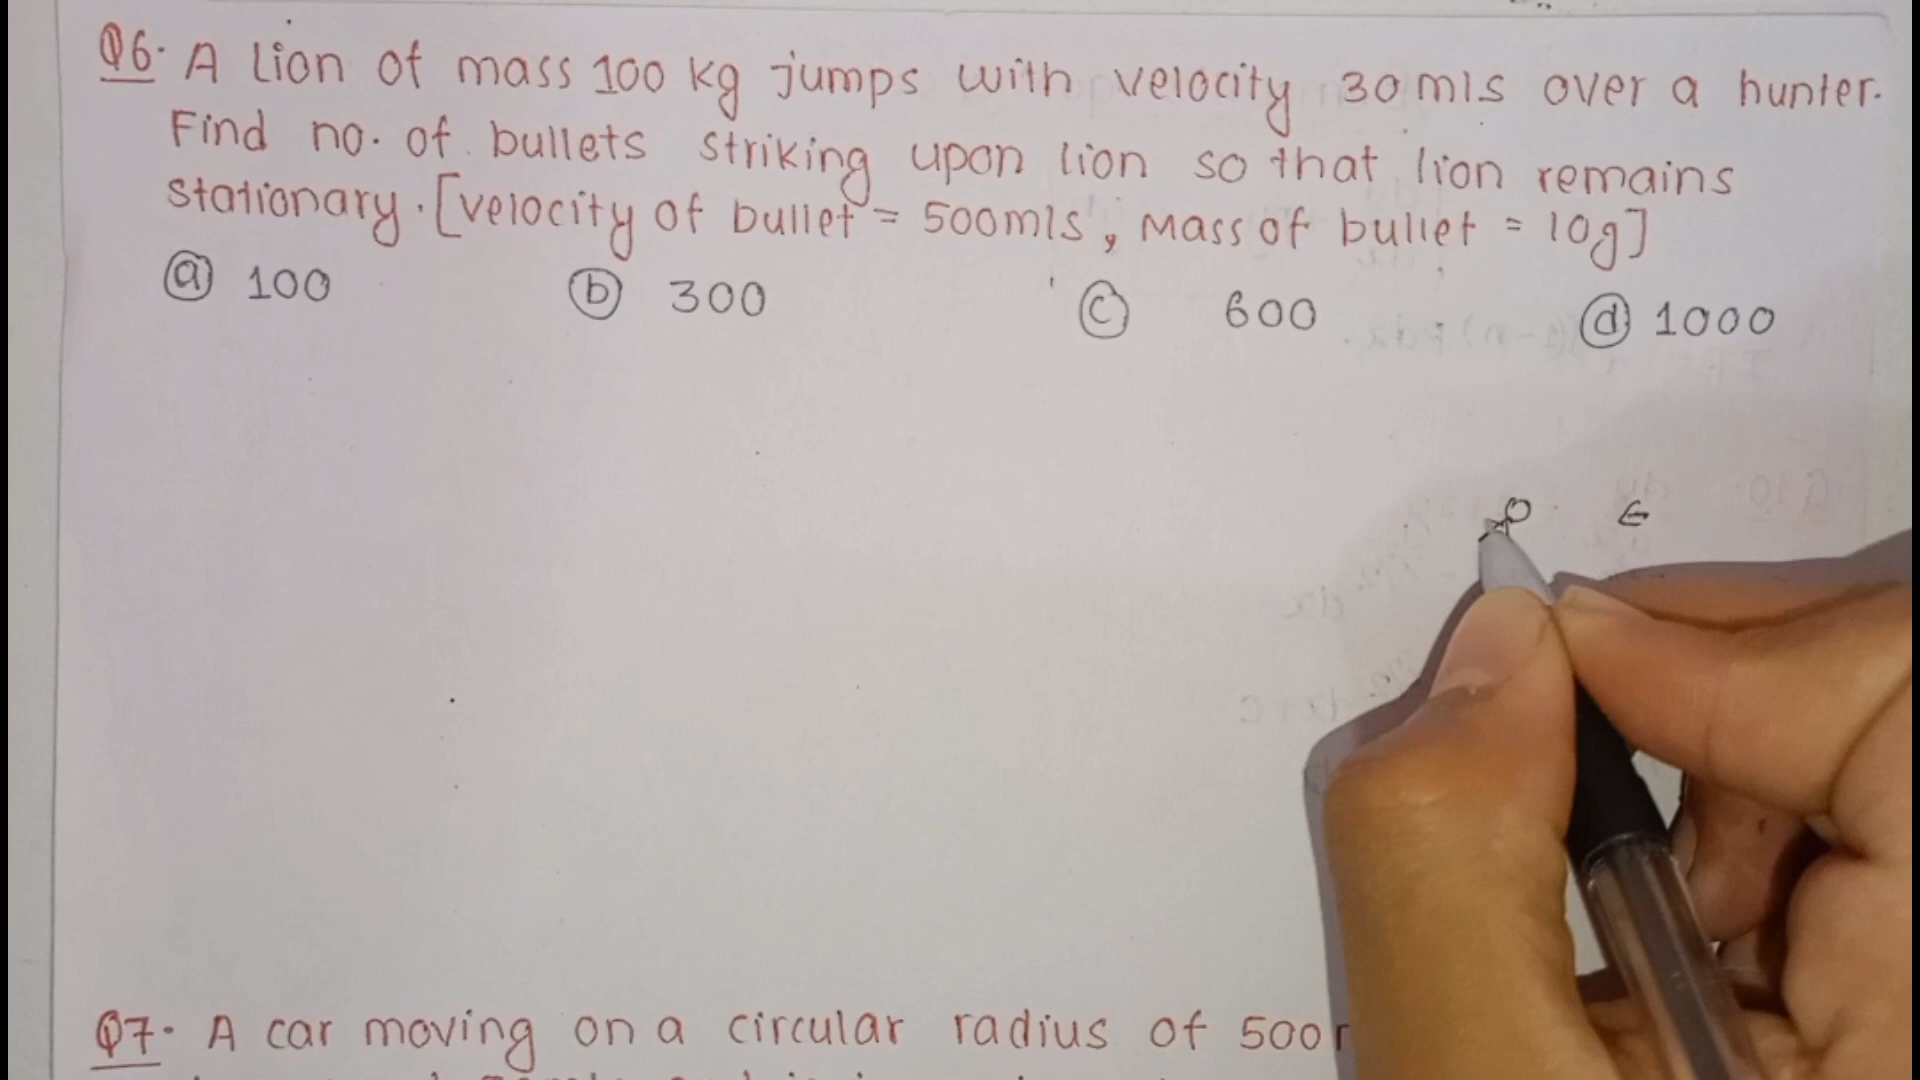 Q6. A Lion of mass 100 kg jumps with velocity 30 m/s over a hunter.
Find no. of bullets striking upon lion so that lion remains
stationary. [velocity of bullet = 500m/s, Mass of bullet = 10g]
ⓐ 100 ⓑ 300 ⓒ 600 ⓓ 1000
Q7. A car moving on a circular radius of 500